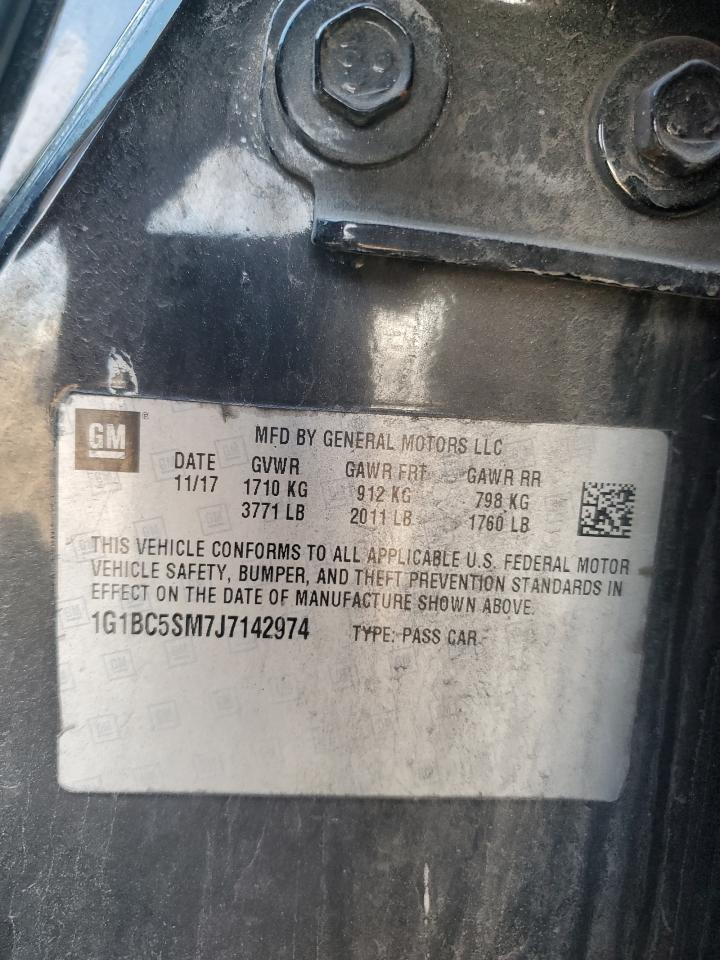 GM ®
MFD BY GENERAL MOTORS LLC
DATE GVWR GAWR FRT GAWR RR
11/17 1710 KG 912 KG 798 KG
3771 LB 2011 LB 1760 LB
THIS VEHICLE CONFORMS TO ALL APPLICABLE U.S. FEDERAL MOTOR
VEHICLE SAFETY, BUMPER, AND THEFT PREVENTION STANDARDS IN
EFFECT ON THE DATE OF MANUFACTURE SHOWN ABOVE.
1G1BC5SM7J7142974 TYPE: PASS CAR